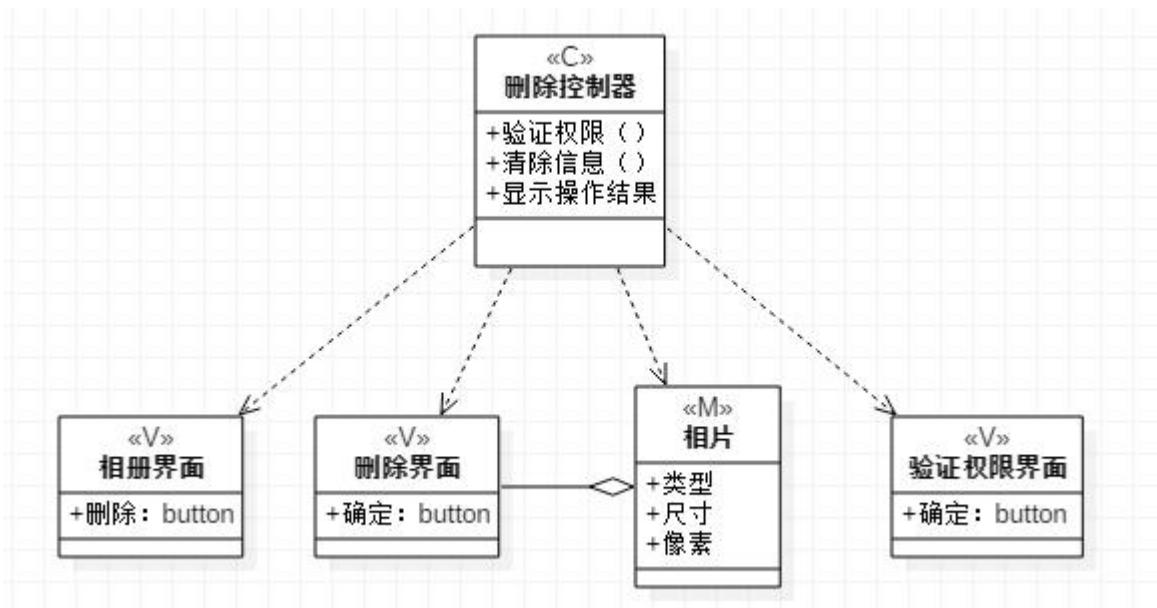 «C»
删除控制器
+验证权限（）
+清除信息（）
+显示操作结果
«V»
相册界面
+删除：button
«V»
删除界面
+确定：button
«M»
相片
+类型
+尺寸
+像素
«V»
验证权限界面
+确定：button